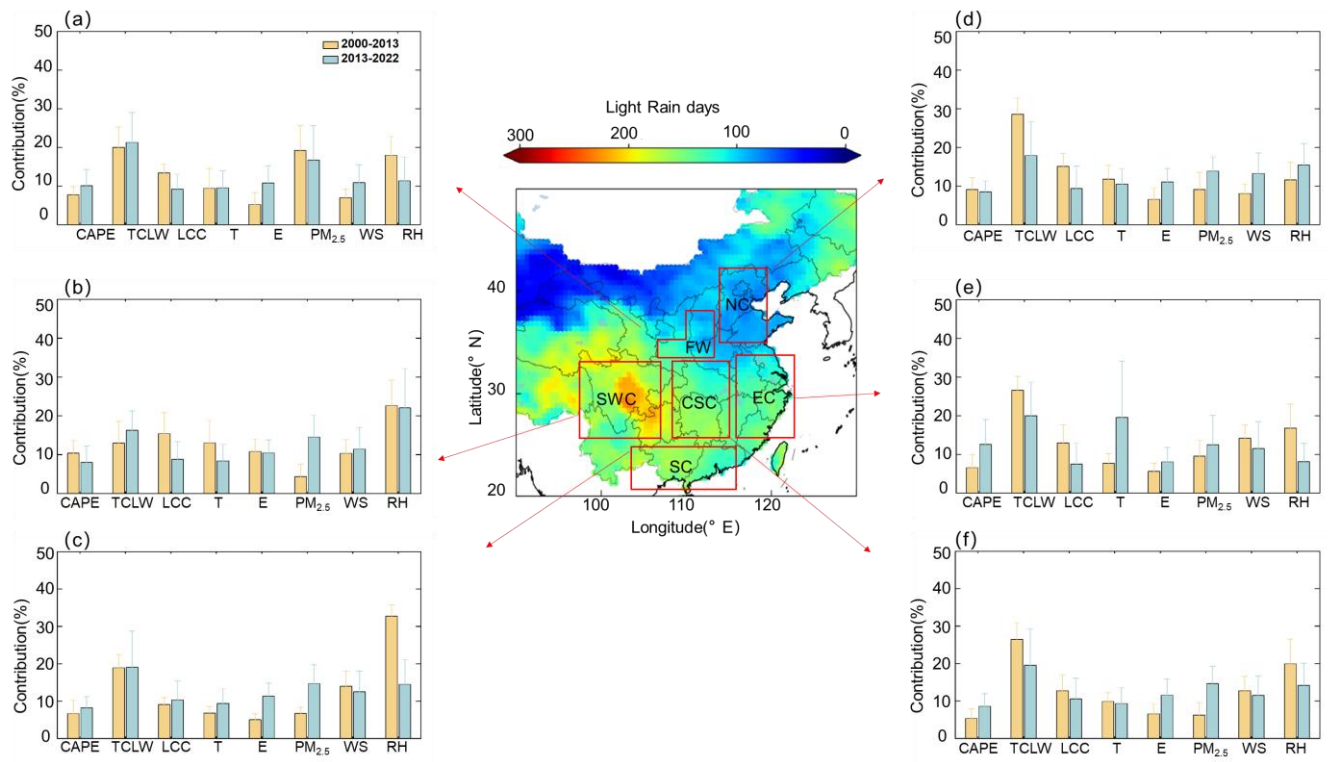 (a)
50
40
30
20
10
0
Contribution(%)
2000-2013
2013-2022
CAPE TCLW LCC T E PM2.5 WS RH
(b)
50
40
30
20
10
0
Contribution(%)
CAPE TCLW LCC T E PM2.5 WS RH
(c)
50
40
30
20
10
0
Contribution(%)
CAPE TCLW LCC T E PM2.5 WS RH
Light Rain days
300 200 100 0
40
30
20
Latitude(° N)
NC
FW
SWC CSC EC
SC
100 110 120
Longitude(° E)
(d)
50
40
30
20
10
0
Contribution(%)
CAPE TCLW LCC T E PM2.5 WS RH
(e)
50
40
30
20
10
0
Contribution(%)
CAPE TCLW LCC T E PM2.5 WS RH
(f)
50
40
30
20
10
0
Contribution(%)
CAPE TCLW LCC T E PM2.5 WS RH